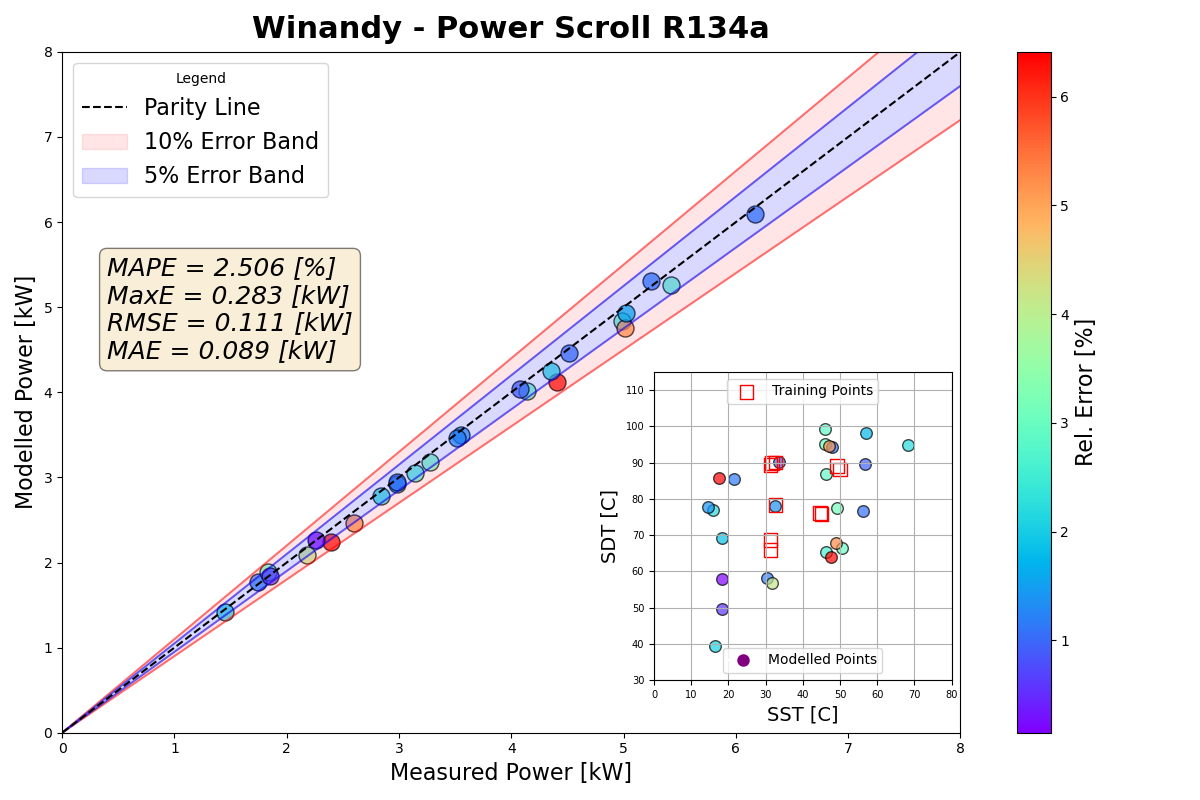 Winandy - Power Scroll R134a
Legend
Parity Line
10% Error Band
5% Error Band
MAPE = 2.506 [%]
MaxE = 0.283 [kW]
RMSE = 0.111 [kW]
MAE = 0.089 [kW]
Modelled Power [kW]
8
7
6
5
4
3
2
1
0
0 1 2 3 4 5 6 7 8
Measured Power [kW]
Training Points
Modelled Points
SDT [C]
110
100
90
80
70
60
50
40
30
0 10 20 30 40 50 60 70 80
SST [C]
6
5
4
3
2
1
Rel. Error [%]